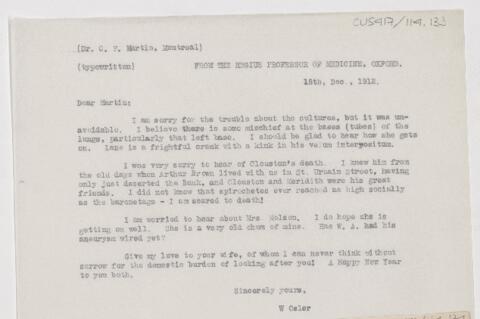 CUS417/114.133
(Dr. C. F. Martin, Montreal)
(typewritten) FROM THE REGIUS PROFESSOR OF MEDICINE, OXFORD.
18th, Dec., 1912.
Dear Martin:
I am sorry for the trouble about the cultures, but it was un-
avoidable. I believe there is some mischief at the bases (tubes) of the
lungs, particularly that left base. I should be glad to hear how she gets
on. Lane is a frightful crank with a kink in his velum interpositum.
I was very sorry to hear of Clouston's death. I knew him from
the old days when Arthur Brown lived with us in St. Urbain Street, having
only just deserted the Bank, and Clouston and Meridith were his great
friends. I did not know that spirochetes ever reached as high socially
as the baronetage - I am scared to death!
I am worried to hear about Mrs. Molson. I do hope she is
getting on well. She is a very old chum of mine. Has W. A. had his
aneurysm wired yet?
Give my love to your wife, of whom I can never think without
sorrow for the domestic burden of looking after you! A Happy New Year
to you both.
Sincerely yours,
W Osler